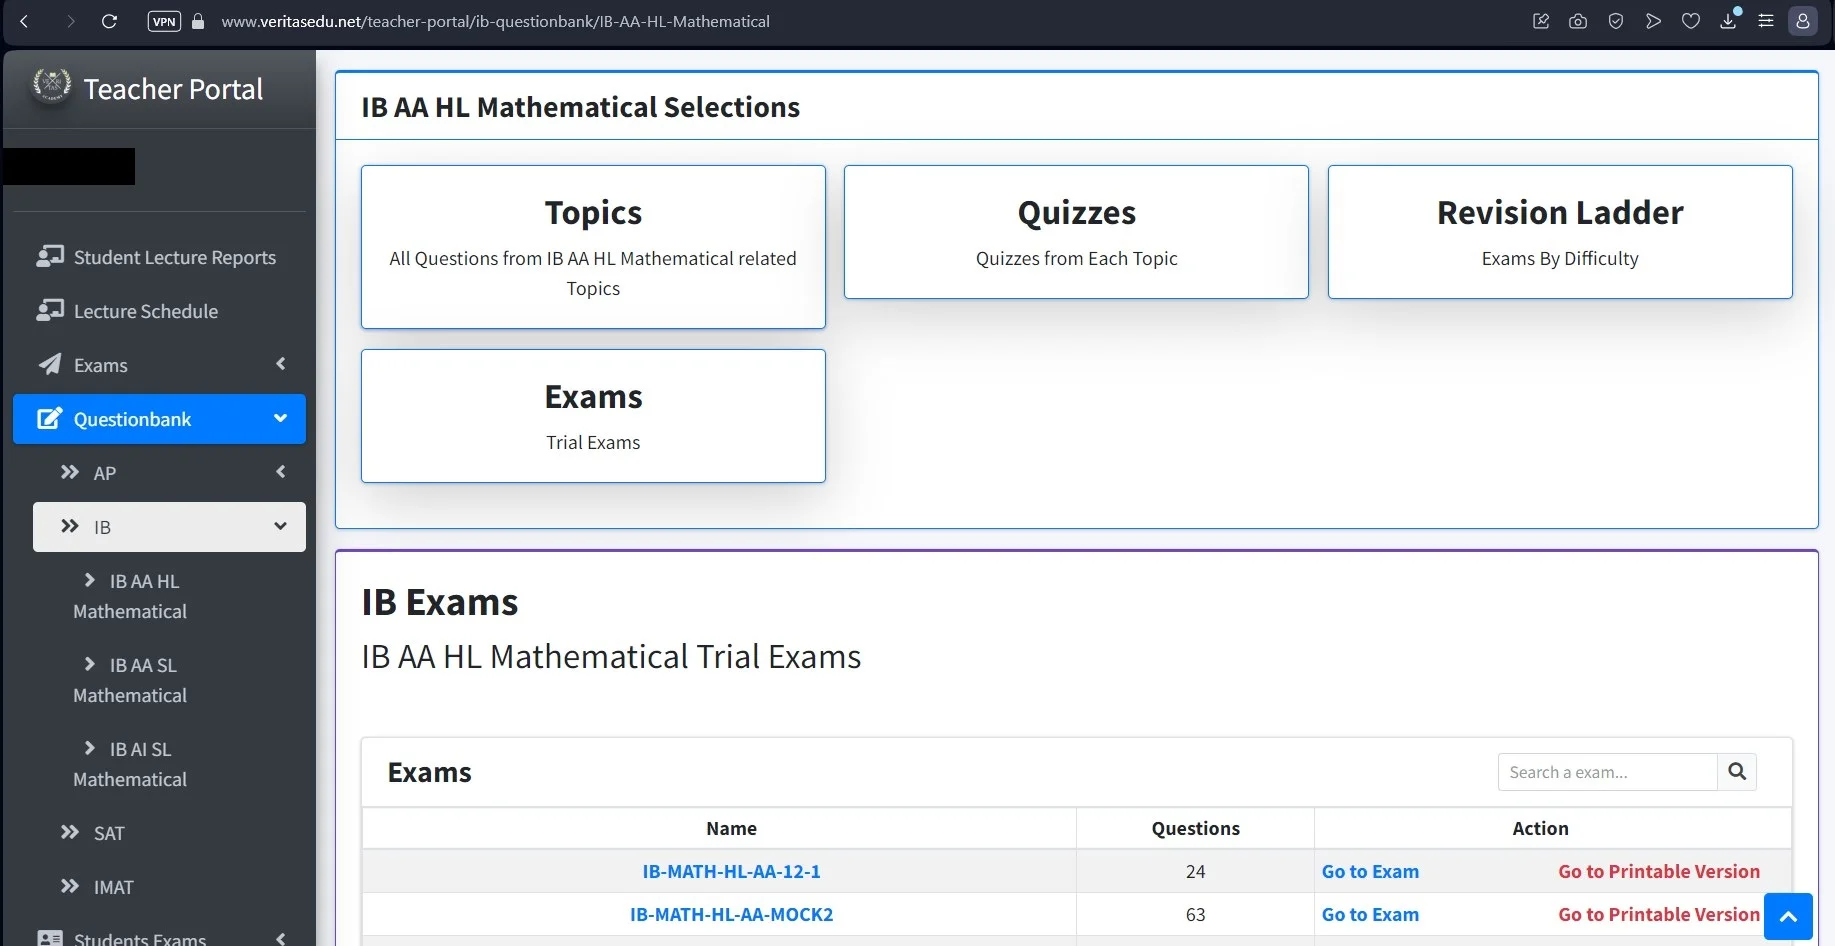 VPN
www.veritasedu.net/teacher-portal/ib-questionbank/IB-AA-HL-Mathematical
Teacher Portal
Student Lecture Reports
Lecture Schedule
Exams
Questionbank
AP
IB
IB AA HL
Mathematical
IB AA SL
Mathematical
IB AI SL
Mathematical
SAT
IMAT
Students Exams
IB AA HL Mathematical Selections
Topics
All Questions from IB AA HL Mathematical related
Topics
Quizzes
Quizzes from Each Topic
Revision Ladder
Exams By Difficulty
Exams
Trial Exams
IB Exams
IB AA HL Mathematical Trial Exams
Exams
Search a exam...
Name Questions Action
IB-MATH-HL-AA-12-1 24 Go to Exam Go to Printable Version
IB-MATH-HL-AA-MOCK2 63 Go to Exam Go to Printable Version